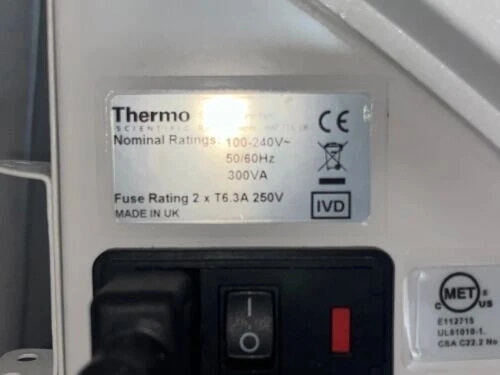 Thermo
SCIENTIFIC
CE
Nominal Ratings: 100-240V~
50/60Hz
300VA
Fuse Rating 2 x T6.3A 250V
MADE IN UK
IVD
I
O
MET
C US
E112715
UL61010-1.
CSA C22.2 No